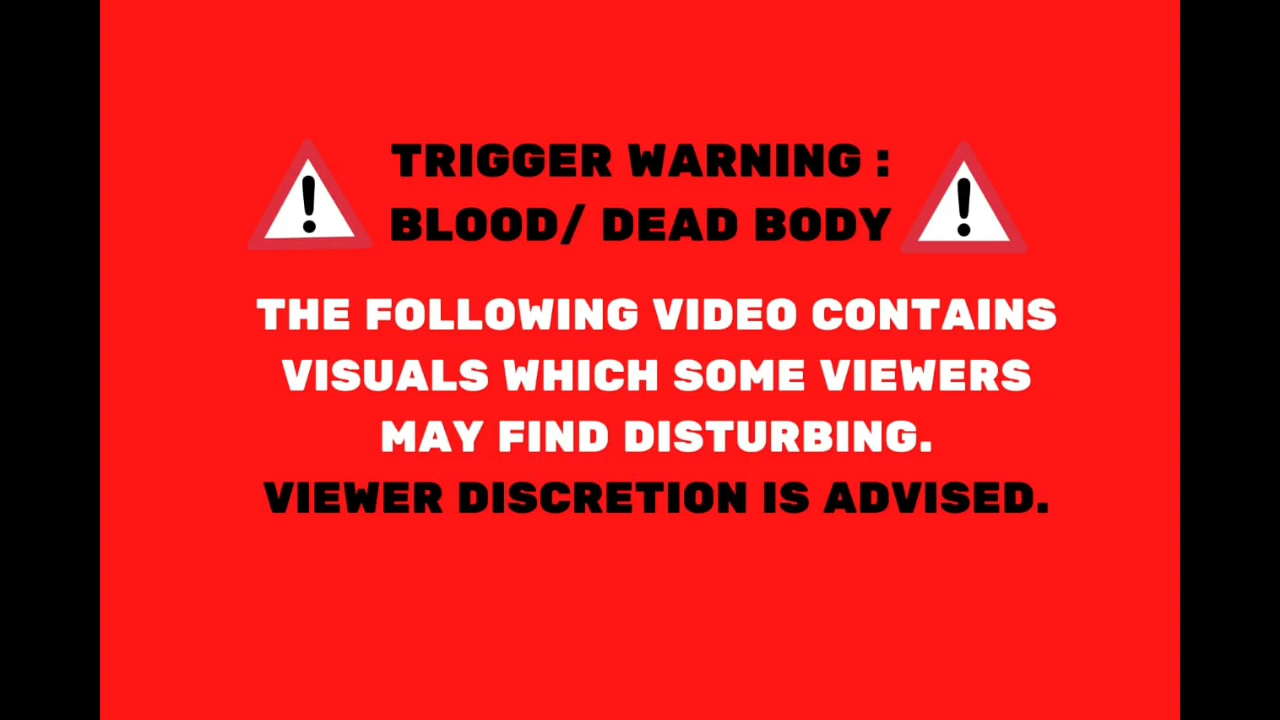 TRIGGER WARNING :
BLOOD/ DEAD BODY
THE FOLLOWING VIDEO CONTAINS
VISUALS WHICH SOME VIEWERS
MAY FIND DISTURBING.
VIEWER DISCRETION IS ADVISED.